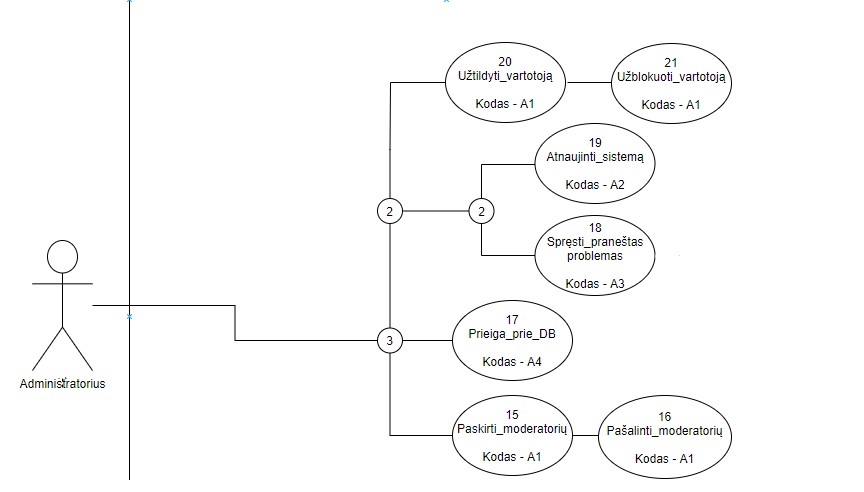 20
Užtildyti_vartotoją
Kodas - A1
21
Užblokuoti_vartotoją
Kodas - A1
19
Atnaujinti_sistemą
Kodas - A2
2
2
18
Spręsti_praneštas
problemas
Kodas - A3
17
Prieiga_prie_DB
Kodas - A4
3
Administratorius
15
Paskirti_moderatorių
Kodas - A1
16
Pašalinti_moderatorių
Kodas - A1